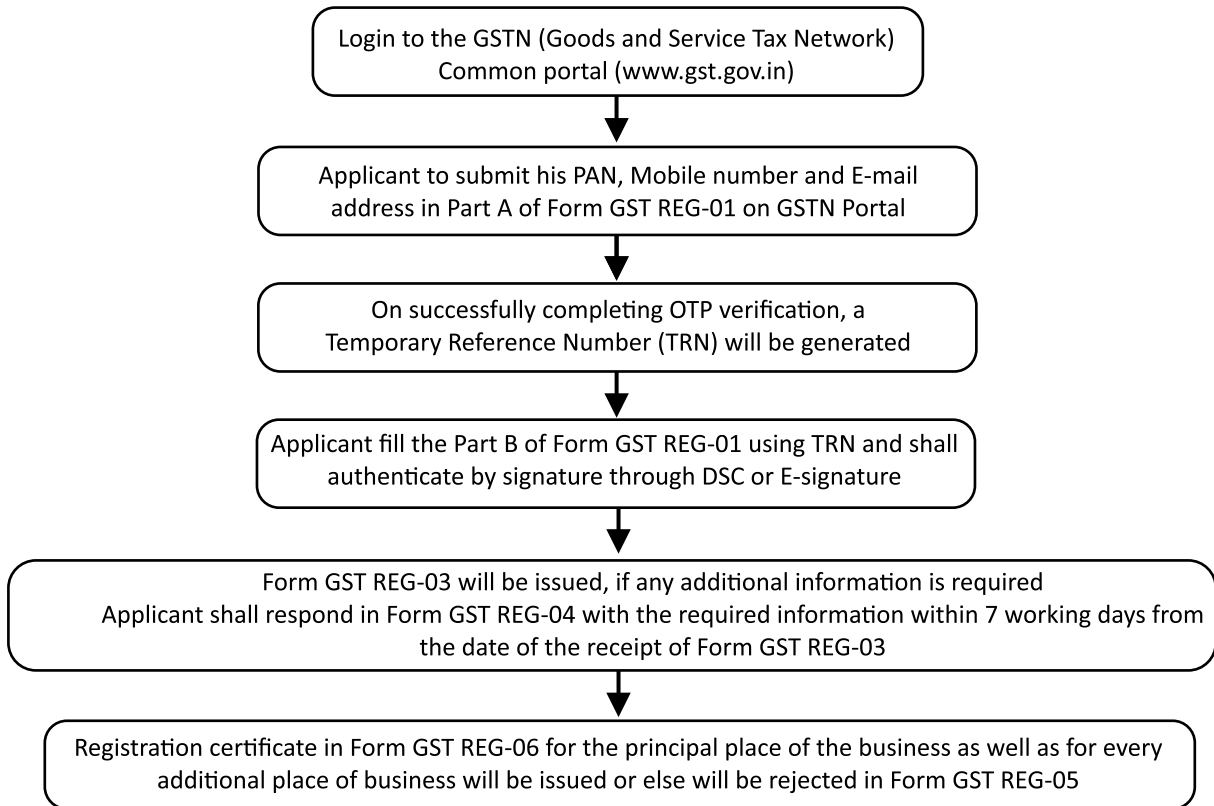 Login to the GSTN (Goods and Service Tax Network)
Common portal (www.gst.gov.in)
Applicant to submit his PAN, Mobile number and E-mail
address in Part A of Form GST REG-01 on GSTN Portal
On successfully completing OTP verification, a
Temporary Reference Number (TRN) will be generated
Applicant fill the Part B of Form GST REG-01 using TRN and shall
authenticate by signature through DSC or E-signature
Form GST REG-03 will be issued, if any additional information is required
Applicant shall respond in Form GST REG-04 with the required information within 7 working days from
the date of the receipt of Form GST REG-03
Registration certificate in Form GST REG-06 for the principal place of the business as well as for every
additional place of business will be issued or else will be rejected in Form GST REG-05